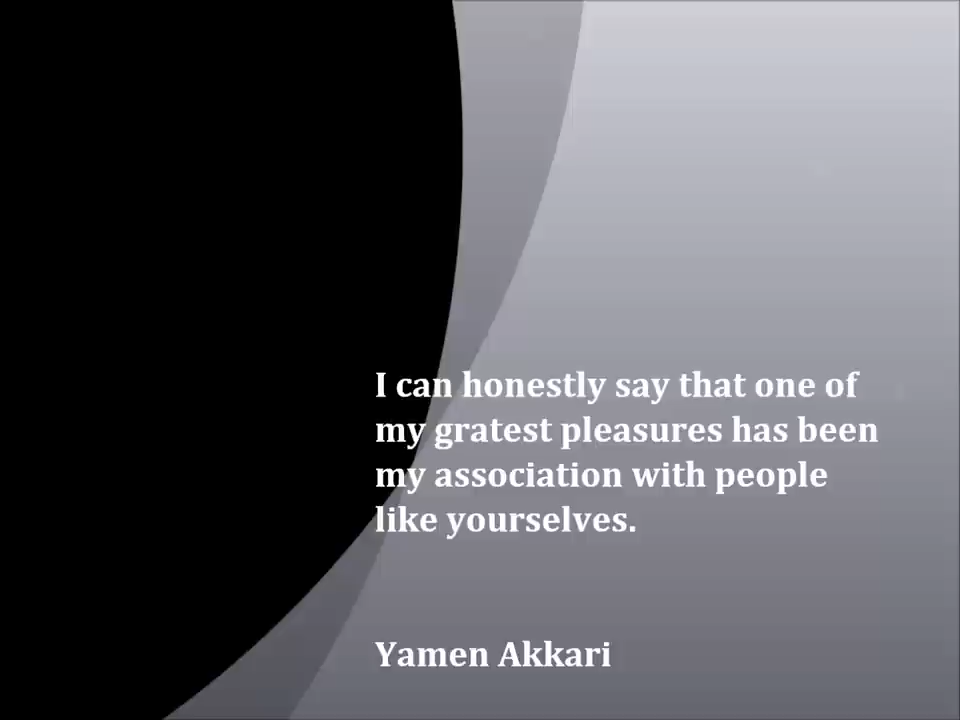 I can honestly say that one of
my gratest pleasures has been
my association with people
like yourselves.
Yamen Akkari